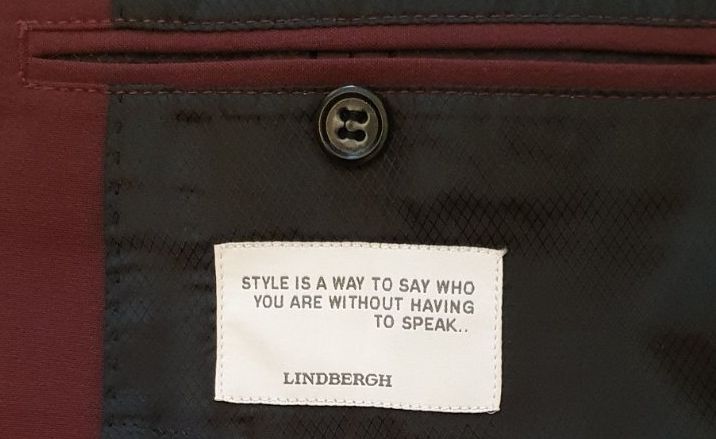 STYLE IS A WAY TO SAY WHO
YOU ARE WITHOUT HAVING
TO SPEAK..
LINDBERGH